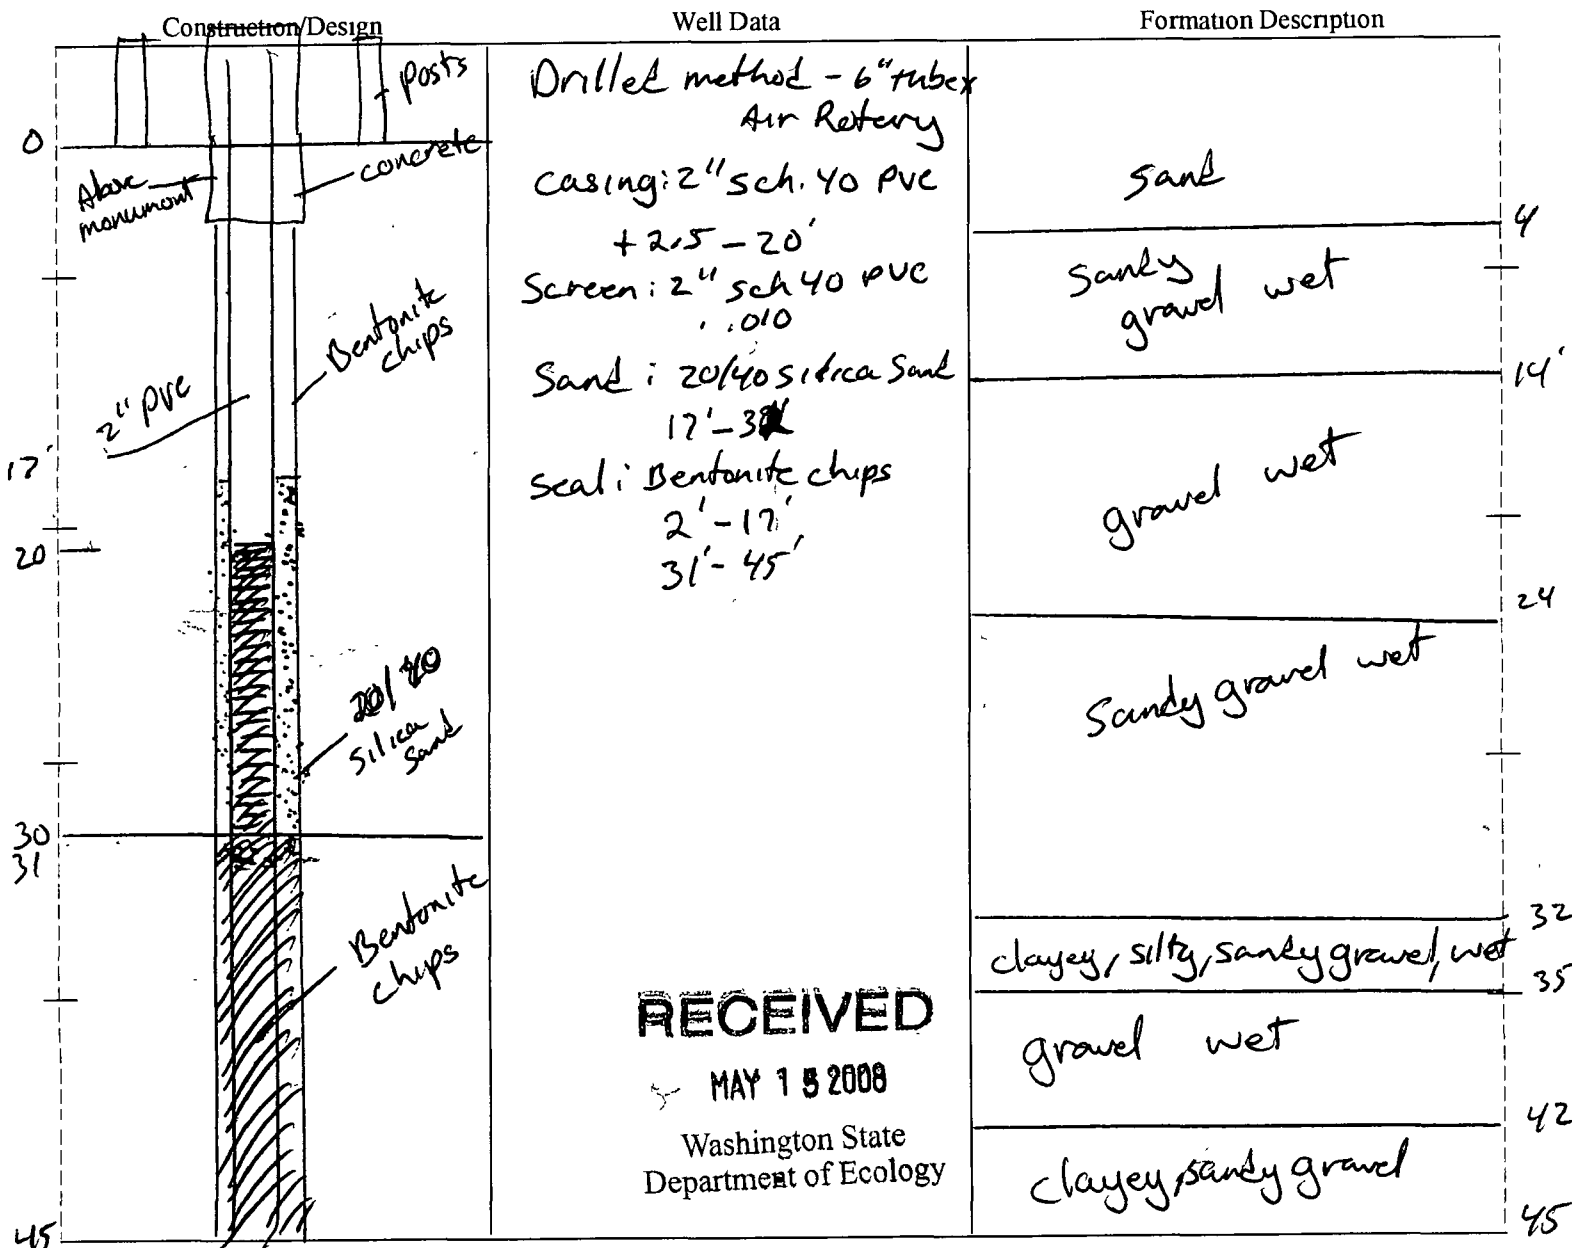 Construction/Design
Posts
0
concrete
Above
monument
Bentonite
chips
2" PVC
17'
20
20/40
silica
sand
30
31
Bentonite
chips
45
Well Data
Drilled method - 6" tubex
Air Rotary
Casing: 2" sch. 40 PVC
+2.5 - 20'
Screen: 2" sch 40 PVC
.010
Sand: 20/40 silica Sand
17'-
Seal: Bentonite chips
2'-17'
31'-45'
RECEIVED
MAY 15 2008
Washington State
Department of Ecology
Formation Description
sand
4
sandy
gravel wet
14'
gravel wet
24
Sandy gravel wet
32
clayey, silty, sandy gravel, wet
35
gravel wet
42
clayey, sandy gravel
45